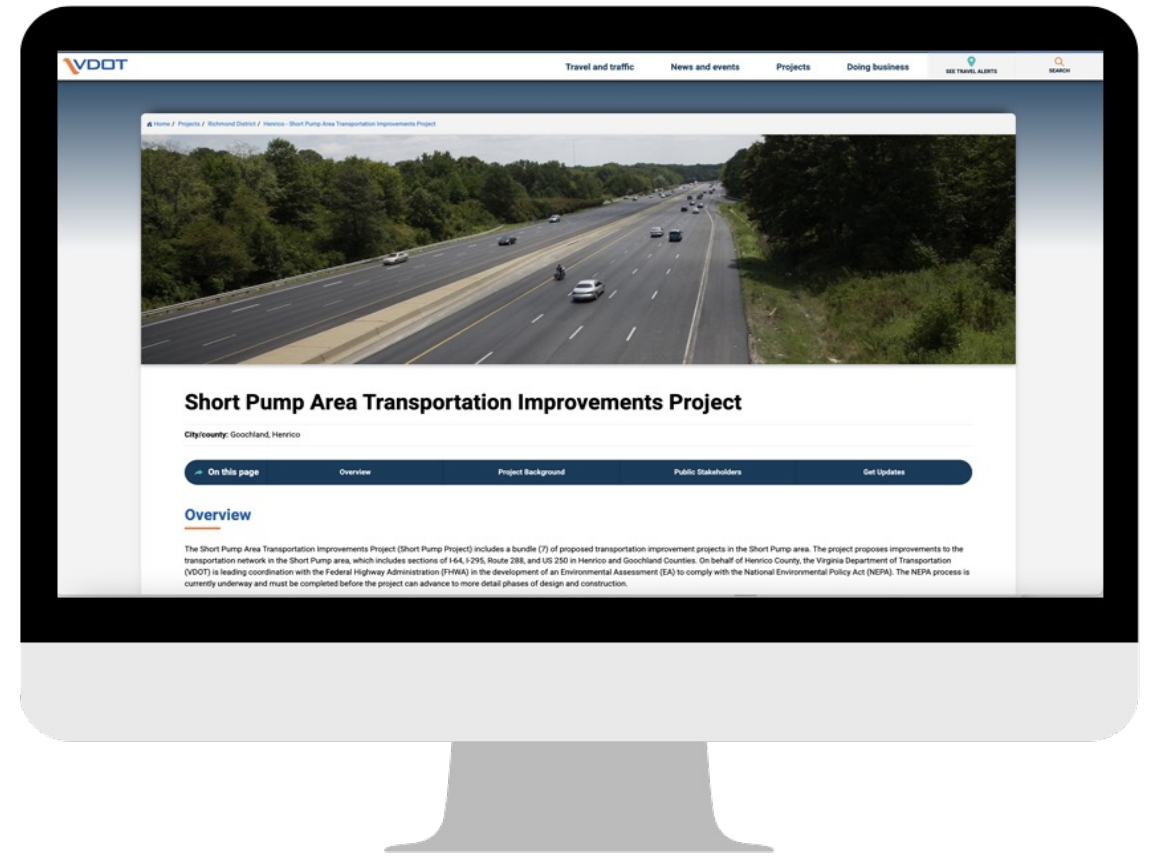 VDOT
Travel and traffic
News and events
Projects
Doing business
SEE TRAVEL ALERTS
SEARCH
Home / Projects / Richmond District / Henrico - Short Pump Area Transportation Improvements Project
Short Pump Area Transportation Improvements Project
City/county: Goochland, Henrico
On this page
Overview
Project Background
Public Stakeholders
Get Updates
Overview
The Short Pump Area Transportation Improvements Project (Short Pump Project) includes a bundle (7) of proposed transportation improvement projects in the Short Pump area. The project proposes improvements to the
transportation network in the Short Pump area, which includes sections of I-64, I-295, Route 288, and US 250 in Henrico and Goochland Counties. On behalf of Henrico County, the Virginia Department of Transportation
(VDOT) is leading coordination with the Federal Highway Administration (FHWA) in the development of an Environmental Assessment (EA) to comply with the National Environmental Policy Act (NEPA). The NEPA process is
currently underway and must be completed before the project can advance to more detail phases of design and construction.